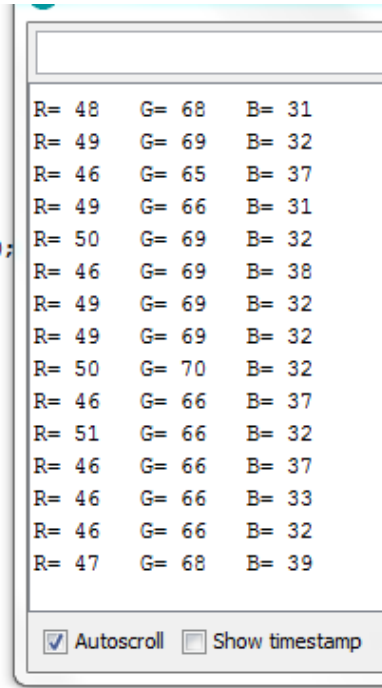 R= 48 G= 68 B= 31
R= 49 G= 69 B= 32
R= 46 G= 65 B= 37
R= 49 G= 66 B= 31
R= 50 G= 69 B= 32
R= 46 G= 69 B= 38
R= 49 G= 69 B= 32
R= 49 G= 69 B= 32
R= 50 G= 70 B= 32
R= 46 G= 66 B= 37
R= 51 G= 66 B= 32
R= 46 G= 66 B= 37
R= 46 G= 66 B= 33
R= 46 G= 66 B= 32
R= 47 G= 68 B= 39
Autoscroll Show timestamp